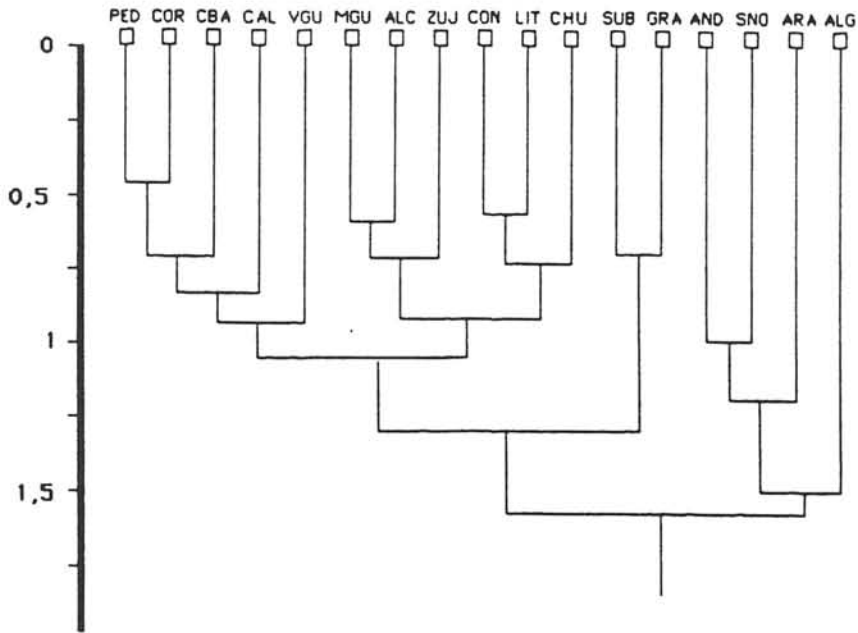 PED COR CBA CAL VGU MGU ALC ZUJ CON LIT CHU SUB GRA AND SNO ARA ALG
0
0,5
1
1,5